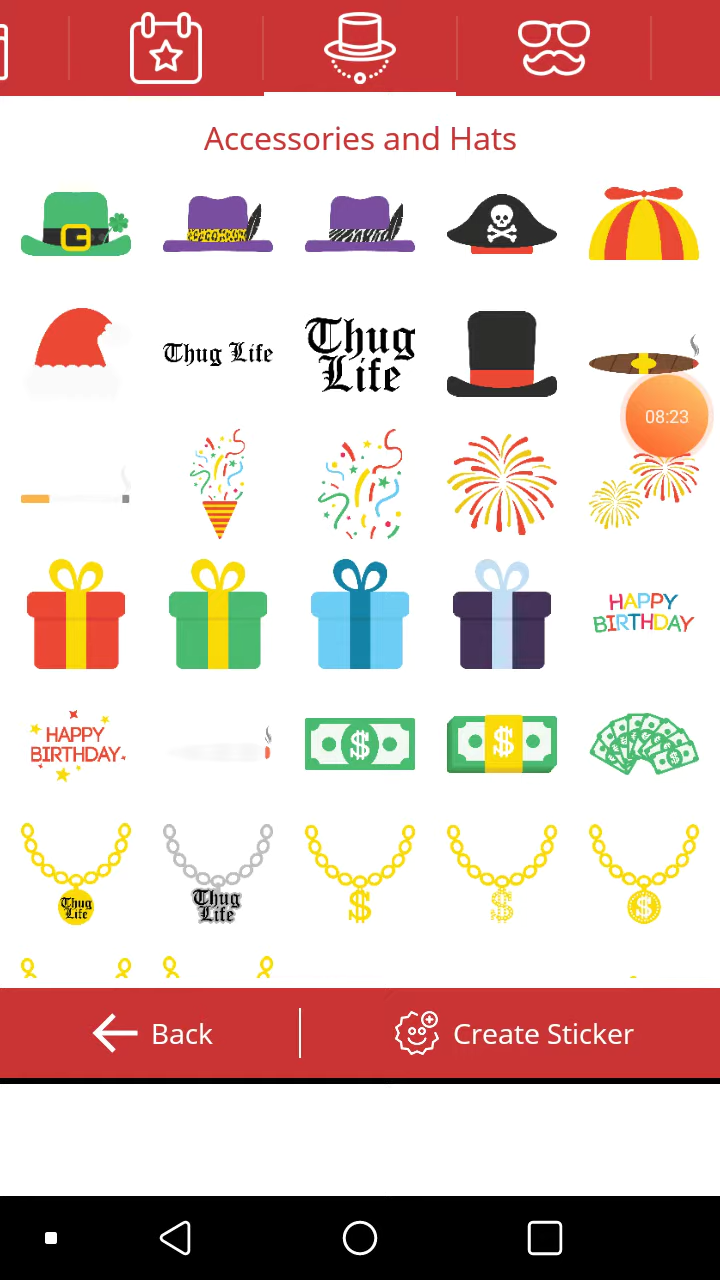 Accessories and Hats
Thug Life
Thug
Life
08:23
HAPPY
BIRTHDAY
HAPPY
BIRTHDAY
$
$
Thug
Life
Thug
Life
$
$
$
Back
Create Sticker